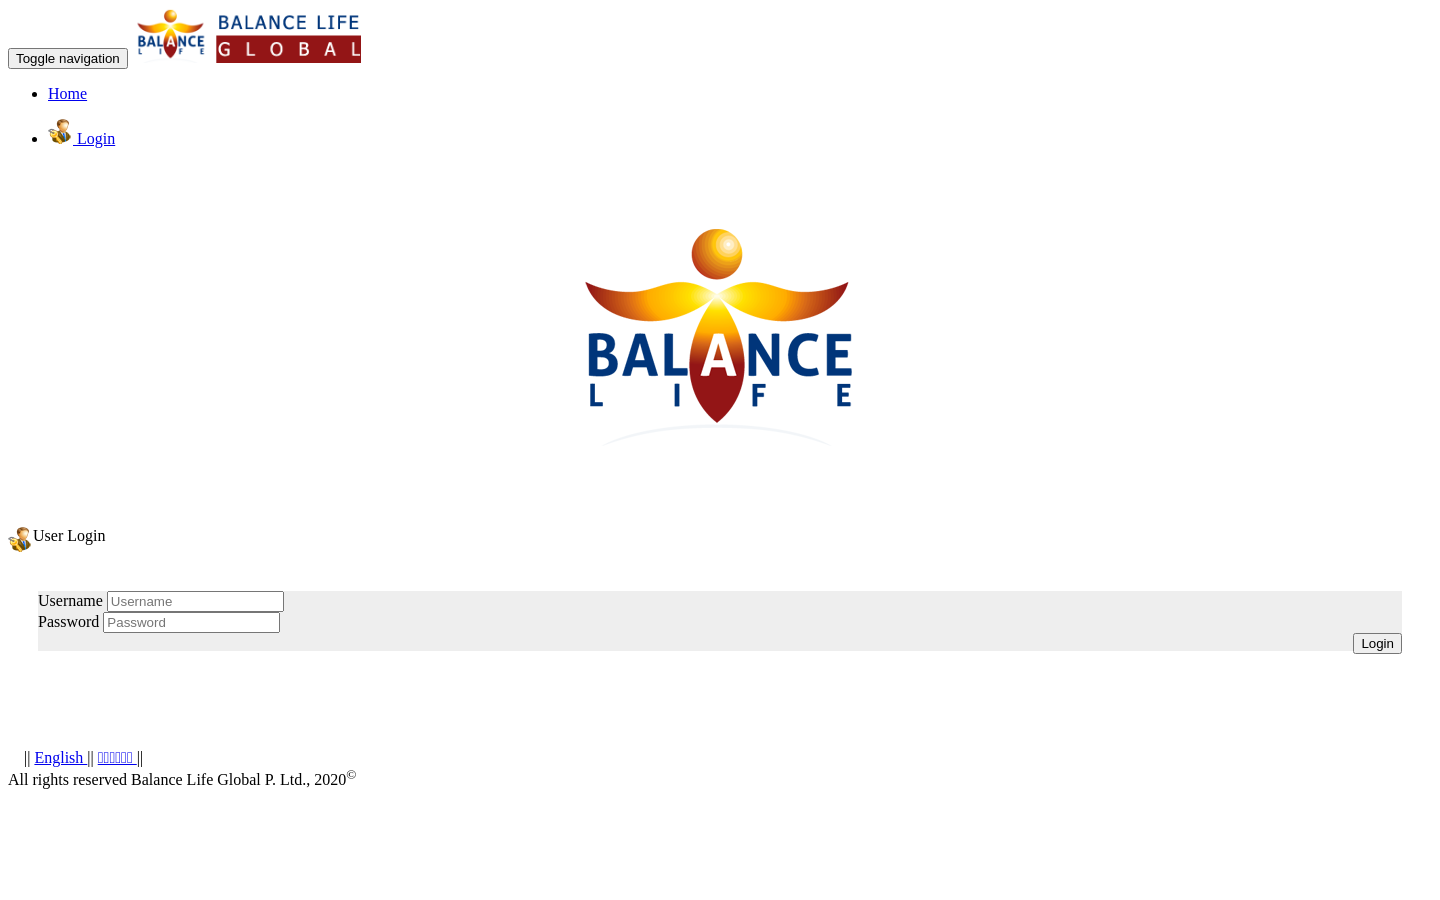 BALANCE LIFE
BALANCE
LIFE
GLOBAL
Toggle navigation
Home
Login
BALANCE
LIFE
User Login
Username Username
Password Password
Login
|| English || ||
All rights reserved Balance Life Global P. Ltd., 2020©